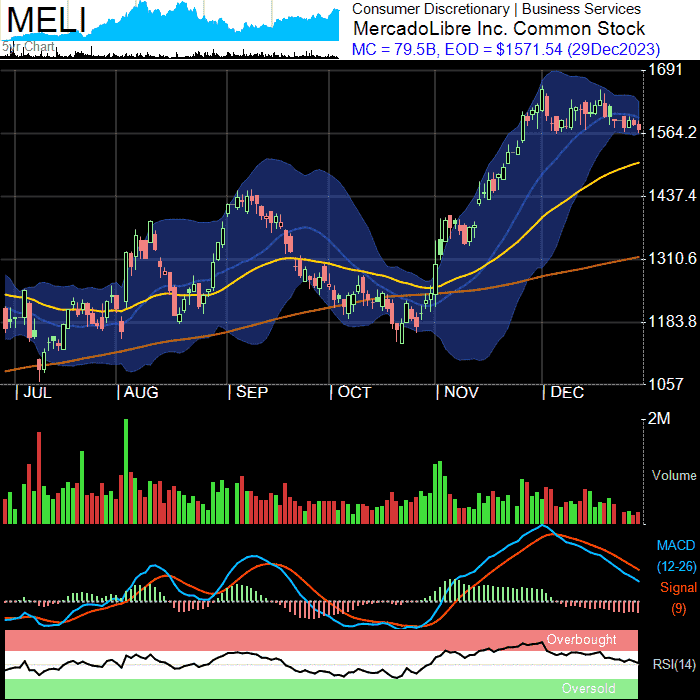 MELI
5yr Chart
Consumer Discretionary | Business Services
MercadoLibre Inc. Common Stock
MC = 79.5B, EOD = $1571.54 (29Dec2023)
1691
1564.2
1437.4
1310.6
1183.8
1057
JUL AUG SEP OCT NOV DEC
2M
Volume
MACD
(12-26)
Signal
(9)
Overbought
RSI(14)
Oversold